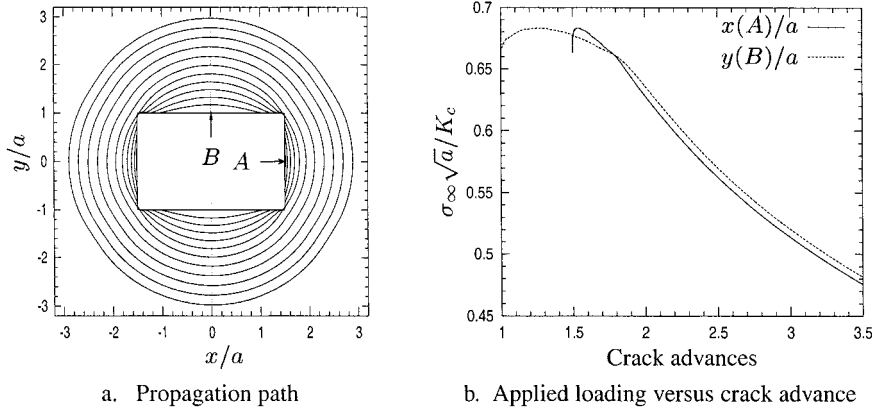 3
2
1
0
-1
-2
-3
y/a
B
A
-3
-2
-1
0
1
2
3
x/a
a. Propagation path
0.7
0.65
0.6
0.55
0.5
0.45
σ∞√a/Kc
x(A)/a
y(B)/a
1
1.5
2
2.5
3
3.5
Crack advances
b. Applied loading versus crack advance